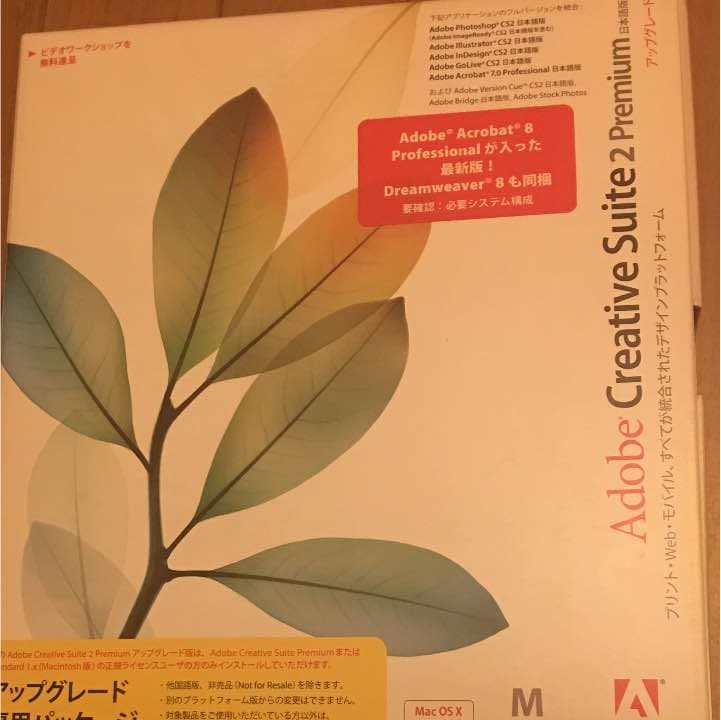 ▶ ビデオワークショップを
無料進呈
下記アプリケーションのフルバージョンを統合:
Adobe Photoshop® CS2 日本語版
(Adobe ImageReady® CS2 日本語版を含む)
Adobe Illustrator® CS2 日本語版
Adobe InDesign® CS2 日本語版
Adobe GoLive® CS2 日本語版
Adobe Acrobat® 7.0 Professional 日本語版
および Adobe Version Cue™ CS2 日本語版、
Adobe Bridge 日本語版、Adobe Stock Photos
Adobe® Acrobat® 8
Professional が入った
最新版!
Dreamweaver® 8 も同梱
要確認:必要システム構成
Adobe® Creative Suite 2 Premium 日本語版
アップグレード
プリント・Web・モバイル、すべてが統合されたデザインプラットフォーム
Adobe Creative Suite 2 Premium アップグレード版は、Adobe Creative Suite Premium または
1.x (Macintosh 版) の正規ライセンスユーザの方のみインストールしていただけます。
アップグレード
専用パッケージ
・他国語版、非売品 (Not for Resale) を除きます。
・別のプラットフォーム版からの変更はできません。
・対象製品をご使用いただいている方以外は、
Mac OS X
M